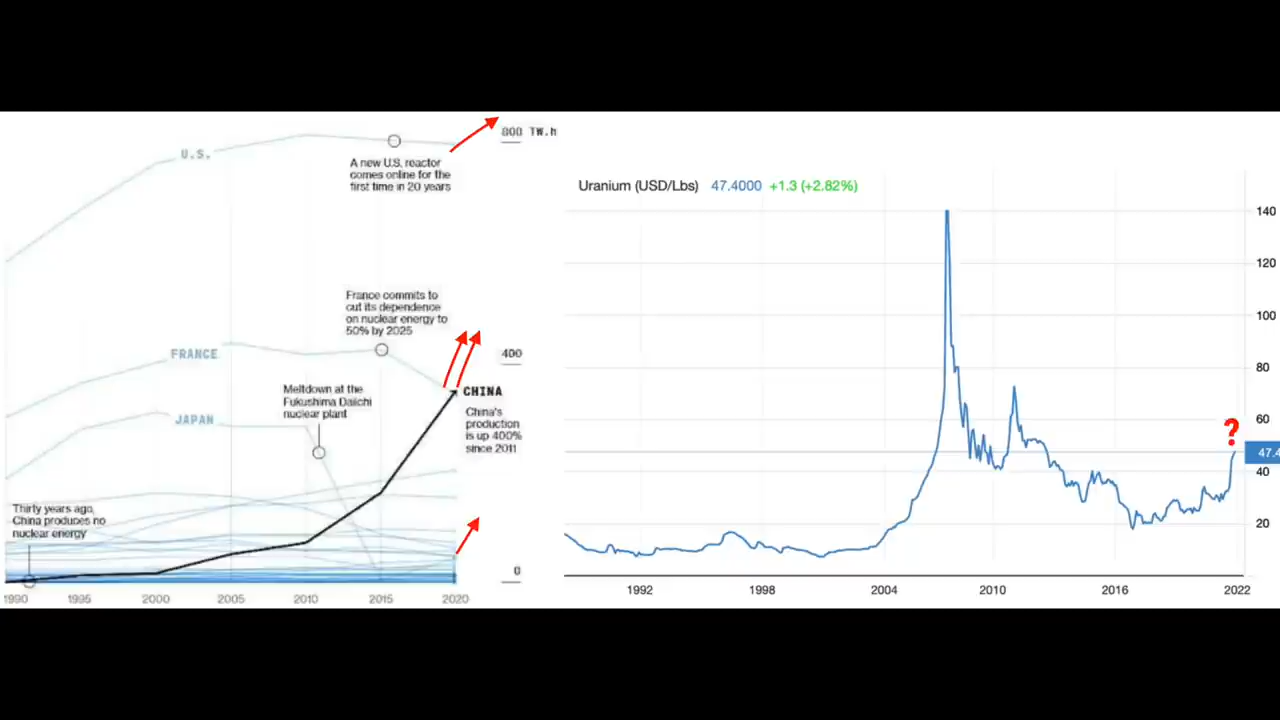 800 TW.h
U.S.
A new U.S. reactor
comes online for the
first time in 20 years
France commits to
cut its dependence
on nuclear energy to
50% by 2025
FRANCE
400
Meltdown at the
Fukushima Daiichi
nuclear plant
CHINA
JAPAN
China's
production
is up 400%
since 2011
Thirty years ago,
China produces no
nuclear energy
0
1990 1995 2000 2005 2010 2015 2020
Uranium (USD/Lbs) 47.4000 +1.3 (+2.82%)
140
120
100
80
60
?
47.4
40
20
1992 1998 2004 2010 2016 2022